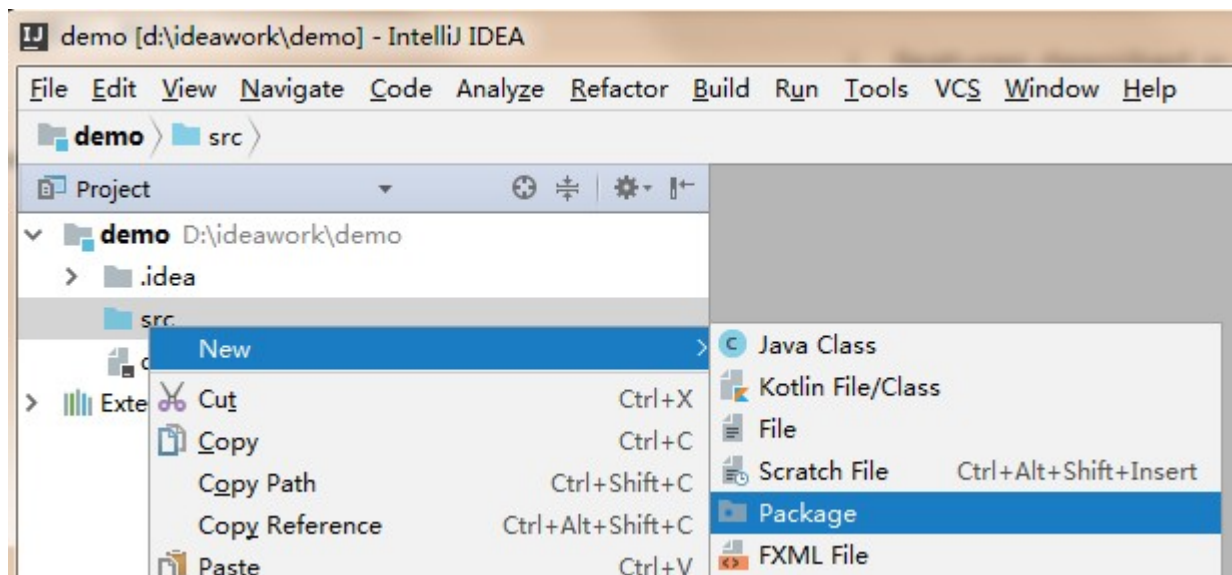 demo [d:\ideawork\demo] - IntelliJ IDEA
File Edit View Navigate Code Analyze Refactor Build Run Tools VCS Window Help
demo src
Project
demo D:\ideawork\demo
.idea
src
New
Cut Ctrl+X
Copy Ctrl+C
Copy Path Ctrl+Shift+C
Copy Reference Ctrl+Alt+Shift+C
Paste Ctrl+V
Exte
Java Class
Kotlin File/Class
File
Scratch File Ctrl+Alt+Shift+Insert
Package
FXML File